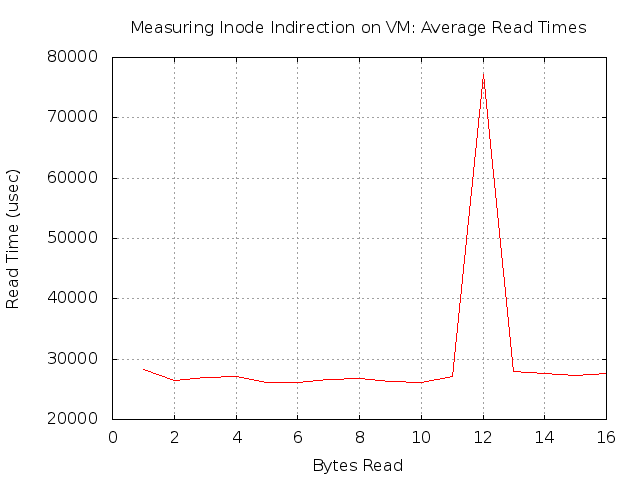 Measuring Inode Indirection on VM: Average Read Times
80000
70000
60000
50000
40000
30000
20000
Read Time (usec)
0 2 4 6 8 10 12 14 16
Bytes Read